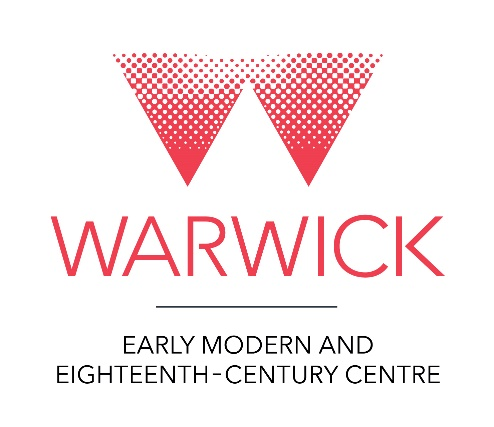 WARWICK
EARLY MODERN AND
EIGHTEENTH-CENTURY CENTRE